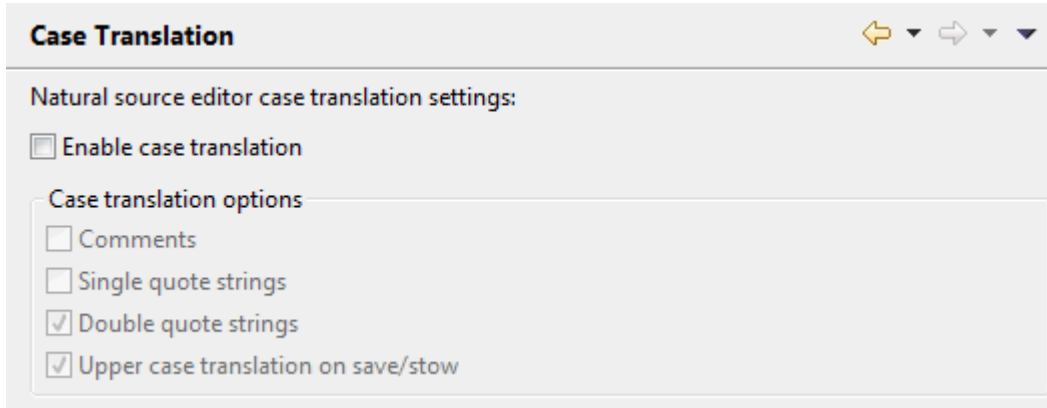 Case Translation
Natural source editor case translation settings:
Enable case translation
Case translation options
Comments
Single quote strings
Double quote strings
Upper case translation on save/stow